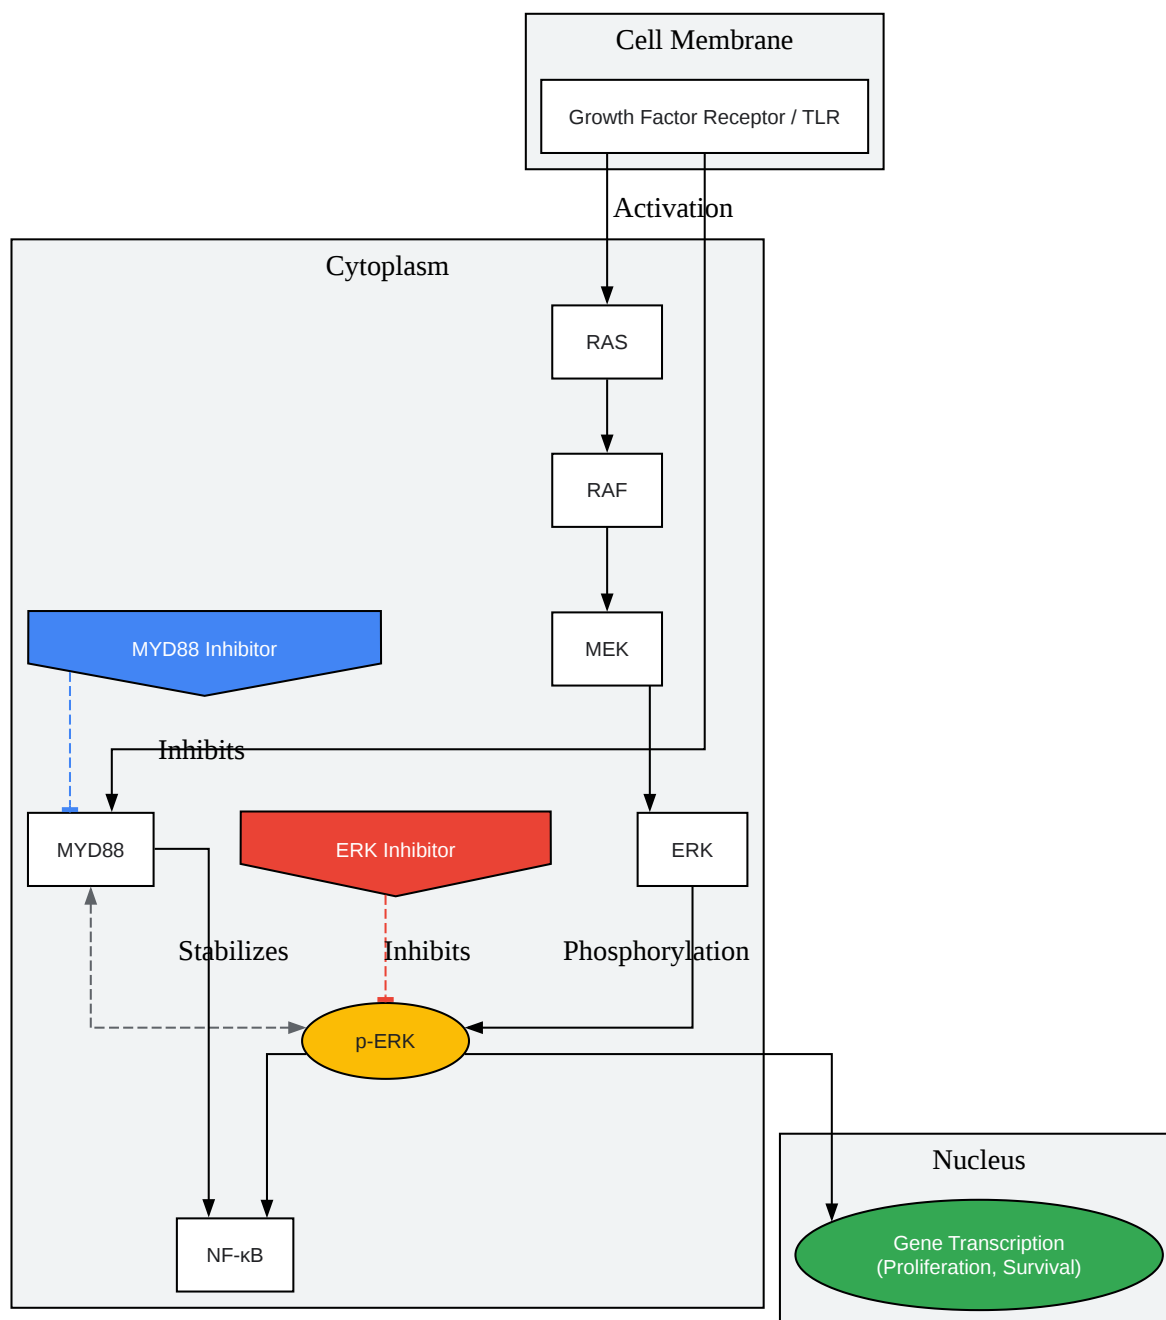 Cell Membrane
Growth Factor Receptor / TLR
Activation
Cytoplasm
RAS
RAF
MYD88 Inhibitor
MEK
Inhibits
MYD88
ERK Inhibitor
ERK
Stabilizes
Inhibits
Phosphorylation
p-ERK
Nucleus
NF-κB
Gene Transcription
(Proliferation, Survival)